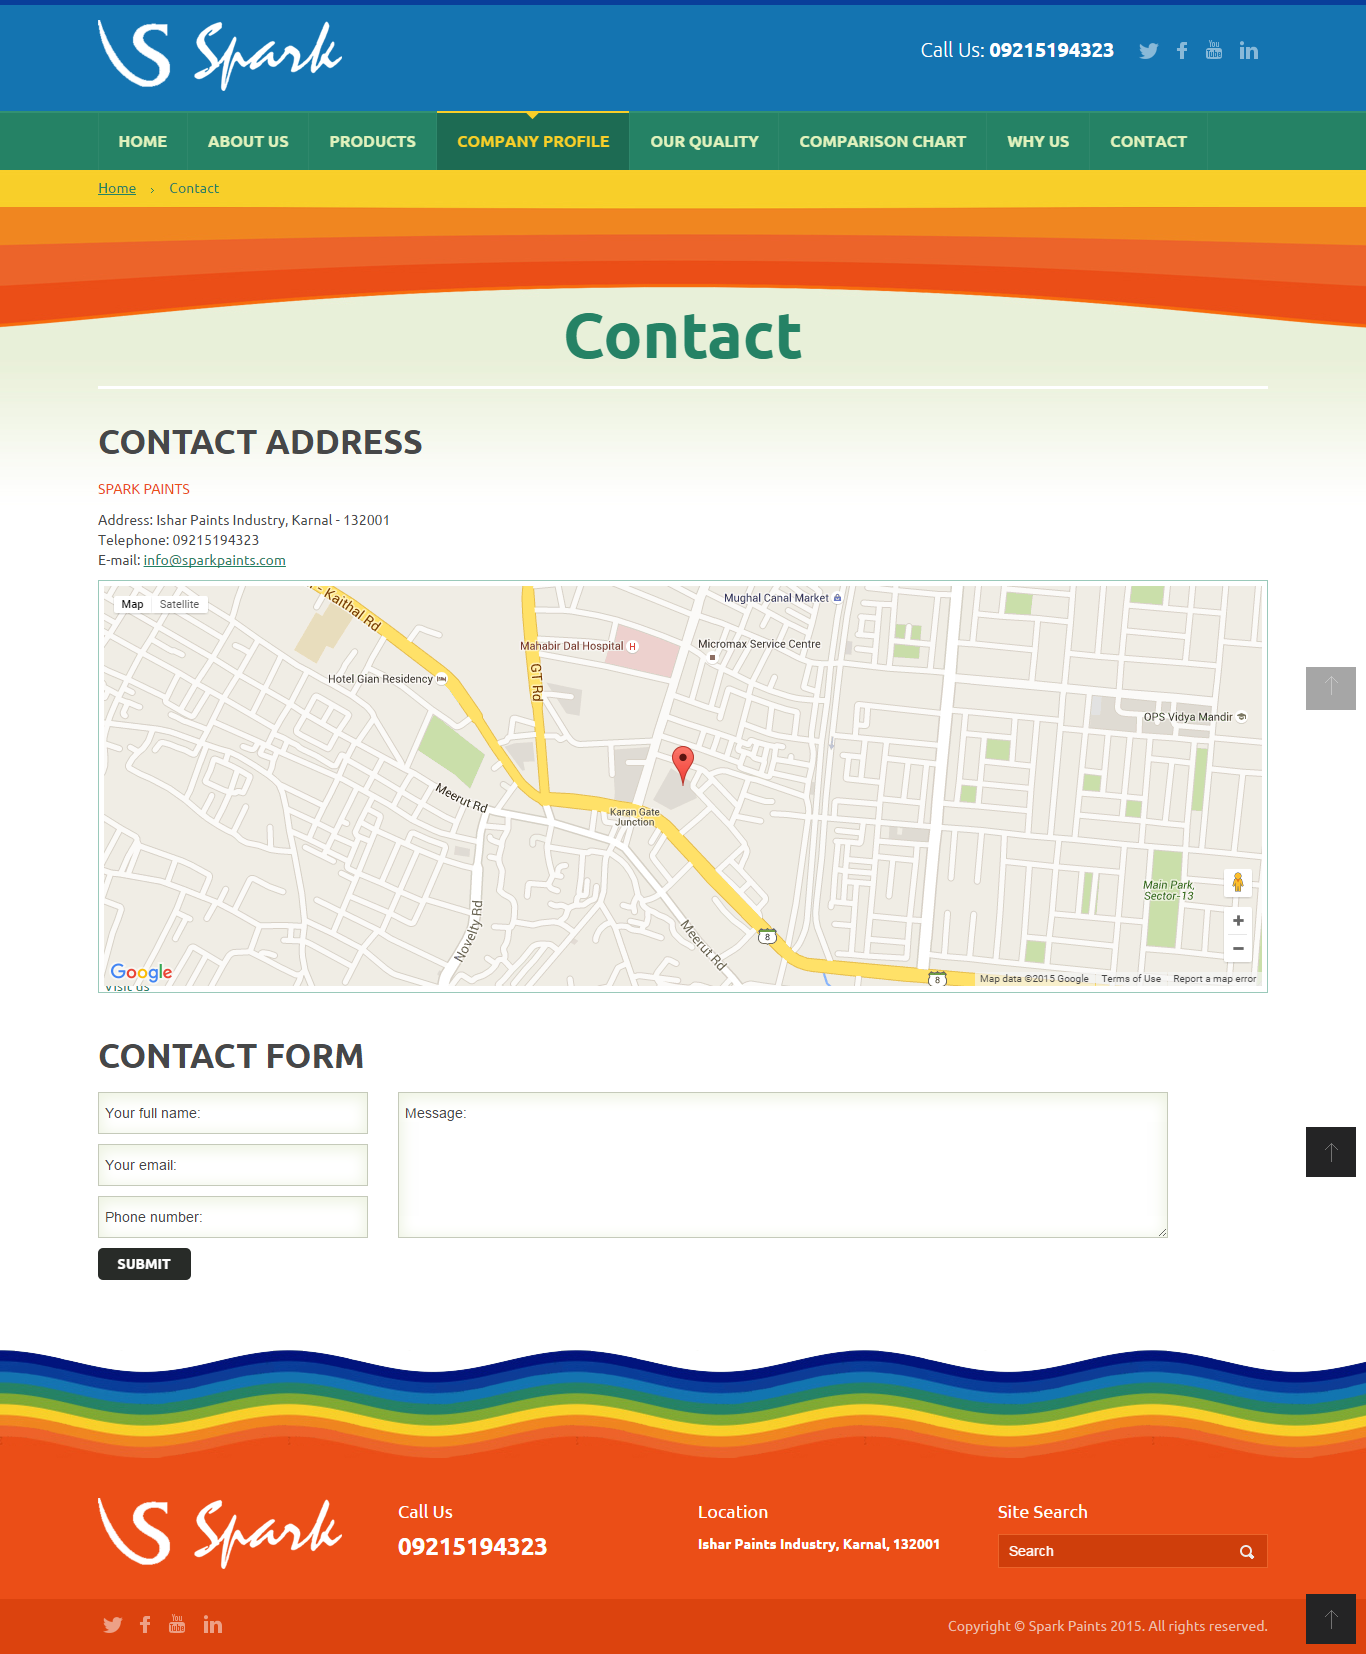 S Spark
Call Us: 09215194323
You Tube
in
HOME
ABOUT US
PRODUCTS
COMPANY PROFILE
OUR QUALITY
COMPARISON CHART
WHY US
CONTACT
Home › Contact
Contact
CONTACT ADDRESS
SPARK PAINTS
Address: Ishar Paints Industry, Karnal - 132001
Telephone: 09215194323
E-mail: info@sparkpaints.com
Map
Satellite
Kaithal Rd
Mughal Canal Market
Mahabir Dal Hospital H
Micromax Service Centre
GT Rd
Hotel Gian Residency
OPS Vidya Mandir
Meerut Rd
Karan Gate
Junction
Main Park,
Sector-13
Novelty Rd
Meerut Rd
8
8
+
−
Google
Map data ©2015 Google
Terms of Use
Report a map error
Visit us
CONTACT FORM
Your full name:
Message:
Your email:
Phone number:
SUBMIT
S Spark
Call Us
09215194323
Location
Ishar Paints Industry, Karnal, 132001
Site Search
Search
You Tube
in
Copyright © Spark Paints 2015. All rights reserved.